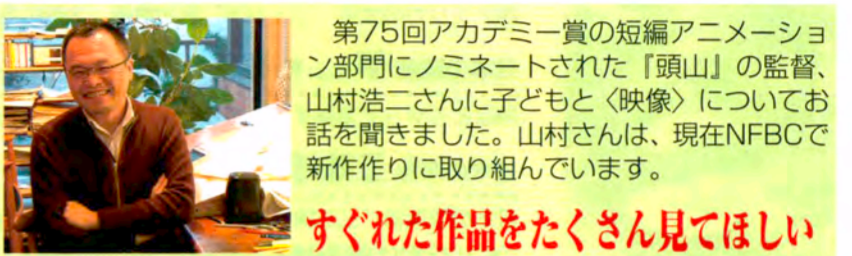 第75回アカデミー賞の短編アニメーショ
ン部門にノミネートされた『頭山』の監督、
山村浩二さんに子どもと〈映像〉についてお
話を聞きました。山村さんは、現在NFBCで
新作作りに取り組んでいます。
すぐれた作品をたくさん見てほしい